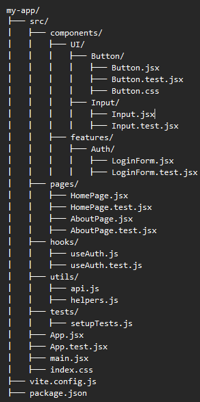 my-app/
├── src/
│   ├── components/
│   │   ├── UI/
│   │   │   ├── Button/
│   │   │   │   ├── Button.jsx
│   │   │   │   ├── Button.test.jsx
│   │   │   │   ├── Button.css
│   │   │   ├── Input/
│   │   │   │   ├── Input.jsx
│   │   │   │   ├── Input.test.jsx
│   │   ├── features/
│   │   │   ├── Auth/
│   │   │   │   ├── LoginForm.jsx
│   │   │   │   ├── LoginForm.test.jsx
│   ├── pages/
│   │   ├── HomePage.jsx
│   │   ├── HomePage.test.jsx
│   │   ├── AboutPage.jsx
│   │   ├── AboutPage.test.jsx
│   ├── hooks/
│   │   ├── useAuth.js
│   │   ├── useAuth.test.js
│   ├── utils/
│   │   ├── api.js
│   │   ├── helpers.js
│   ├── tests/
│   │   ├── setupTests.js
│   ├── App.jsx
│   ├── App.test.jsx
│   ├── main.jsx
│   ├── index.css
├── vite.config.js
├── package.json